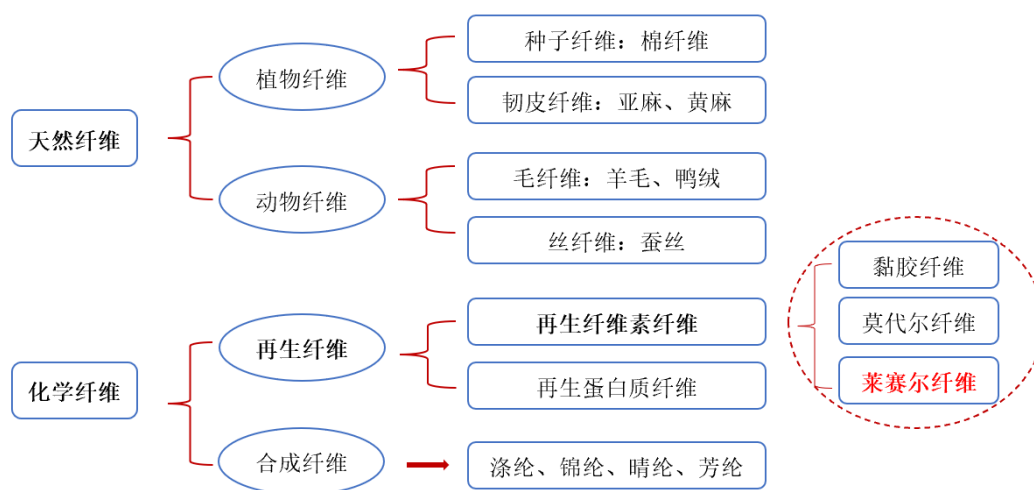 天然纤维
植物纤维
种子纤维：棉纤维
韧皮纤维：亚麻、黄麻
动物纤维
毛纤维：羊毛、鸭绒
丝纤维：蚕丝
化学纤维
再生纤维
再生纤维素纤维
黏胶纤维
莫代尔纤维
莱赛尔纤维
再生蛋白质纤维
合成纤维
涤纶、锦纶、晴纶、芳纶